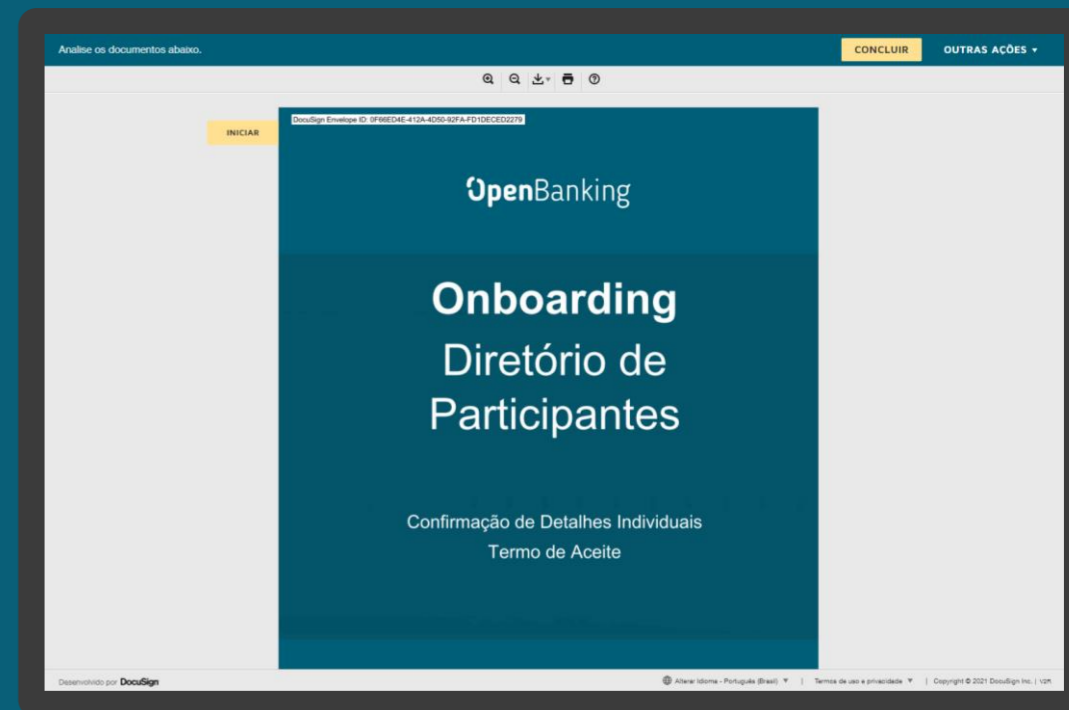 Analise os documentos abaixo.
CONCLUIR
OUTRAS AÇÕES
INICIAR
DocuSign Envelope ID: 0F66ED4E-412A-4D50-92FA-FD1DECED2279
OpenBanking
Onboarding
Diretório de
Participantes
Confirmação de Detalhes Individuais
Termo de Aceite
Desenvolvido por DocuSign
Alterar Idioma - Português (Brasil)
Termos de uso e privacidade
Copyright © 2021 DocuSign Inc. | V2R